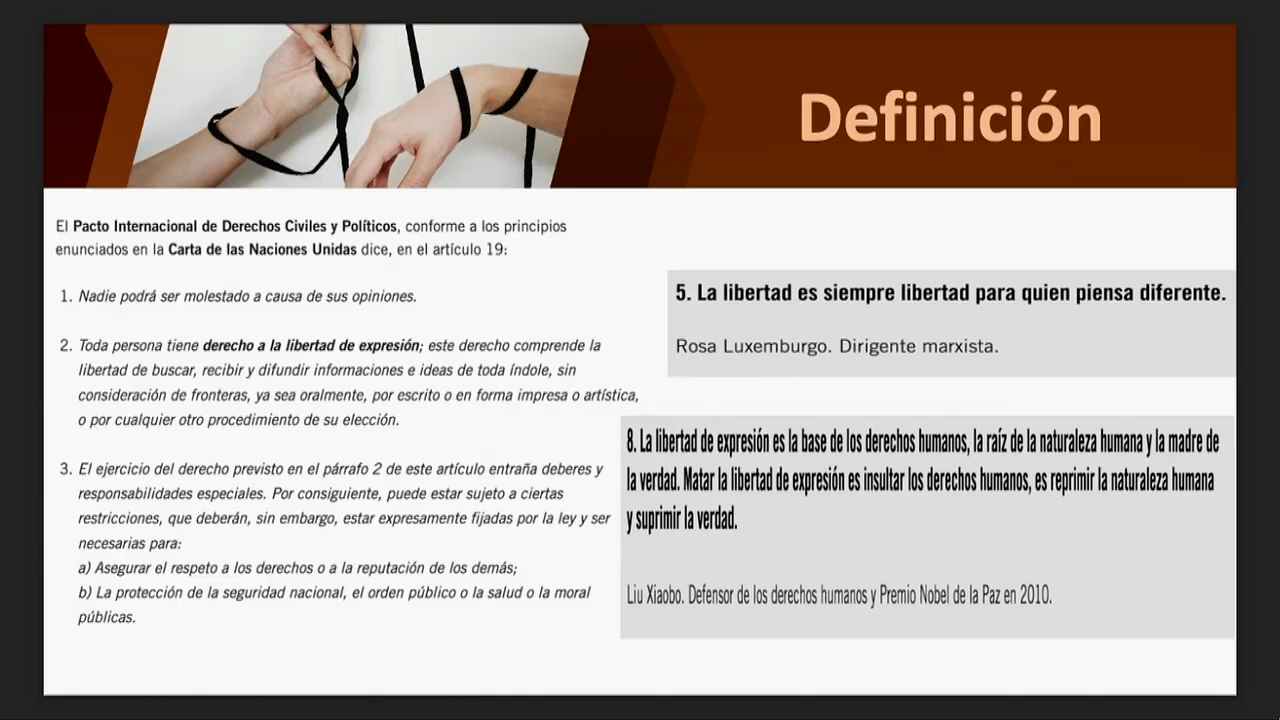 Definición
El Pacto Internacional de Derechos Civiles y Políticos, conforme a los principios
enunciados en la Carta de las Naciones Unidas dice, en el artículo 19:
1. Nadie podrá ser molestado a causa de sus opiniones.
2. Toda persona tiene derecho a la libertad de expresión; este derecho comprende la
libertad de buscar, recibir y difundir informaciones e ideas de toda índole, sin
consideración de fronteras, ya sea oralmente, por escrito o en forma impresa o artística,
o por cualquier otro procedimiento de su elección.
3. El ejercicio del derecho previsto en el párrafo 2 de este artículo entraña deberes y
responsabilidades especiales. Por consiguiente, puede estar sujeto a ciertas
restricciones, que deberán, sin embargo, estar expresamente fijadas por la ley y ser
necesarias para:
a) Asegurar el respeto a los derechos o a la reputación de los demás;
b) La protección de la seguridad nacional, el orden público o la salud o la moral
públicas.
5. La libertad es siempre libertad para quien piensa diferente.
Rosa Luxemburgo. Dirigente marxista.
8. La libertad de expresión es la base de los derechos humanos, la raíz de la naturaleza humana y la madre de
la verdad. Matar la libertad de expresión es insultar los derechos humanos, es reprimir la naturaleza humana
y suprimir la verdad.
Liu Xiaobo. Defensor de los derechos humanos y Premio Nobel de la Paz en 2010.